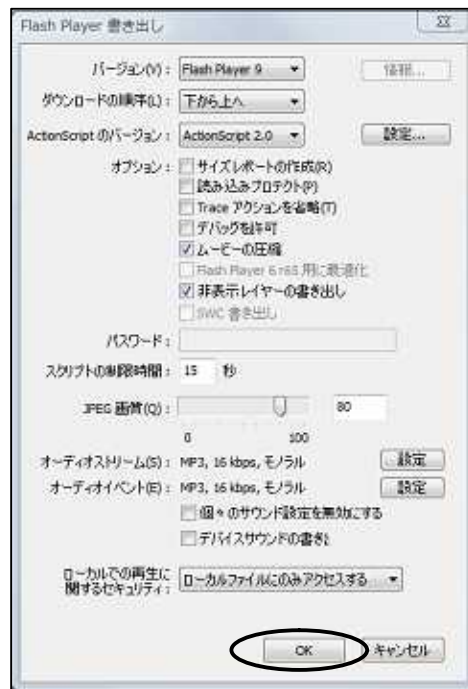 Flash Player 書き出し
バージョン(V): Flash Player 9 情報...
ダウンロードの順序(L): 下から上へ
ActionScript のバージョン: ActionScript 2.0 設定...
オプション: サイズレポートの作成(R)
読み込みプロテクト(P)
Trace アクションを省略(T)
デバッグを許可
ムービーの圧縮
Flash Player 6 r65 用に最適化
非表示レイヤーの書き出し
SWC 書き出し
パスワード:
スクリプトの制限時間: 15 秒
JPEG 画質(Q): 80
0 100
オーディオストリーム(S): MP3, 16 kbps, モノラル 設定
オーディオイベント(E): MP3, 16 kbps, モノラル 設定
個々のサウンド設定を無効にする
デバイスサウンドの書き
ローカルでの再生に
関するセキュリティ: ローカルファイルにのみアクセスする
OK キャンセル